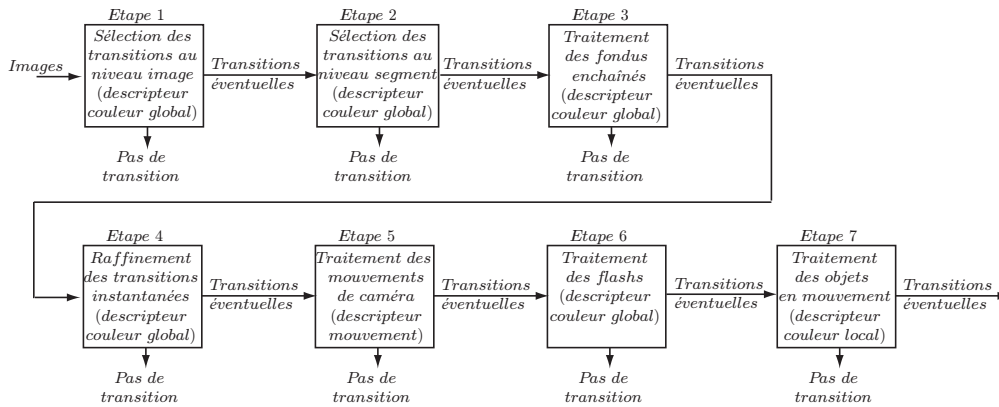 Etape 1
Etape 2
Etape 3
Images
Sélection des
transitions au
niveau image
(descripteur
couleur global)
Transitions
éventuelles
Sélection des
transitions au
niveau segment
(descripteur
couleur global)
Transitions
éventuelles
Traitement
des fondus
enchaînés
(descripteur
couleur global)
Transitions
éventuelles
Pas de
transition
Pas de
transition
Pas de
transition
Etape 4
Etape 5
Etape 6
Etape 7
Raffinement
des transitions
instantanées
(descripteur
couleur global)
Transitions
éventuelles
Traitement des
mouvements
de caméra
(descripteur
mouvement)
Transitions
éventuelles
Traitement
des flashs
(descripteur
couleur global)
Transitions
éventuelles
Traitement
des objets
en mouvement
(descripteur
couleur local)
Transitions
éventuelles
Pas de
transition
Pas de
transition
Pas de
transition
Pas de
transition